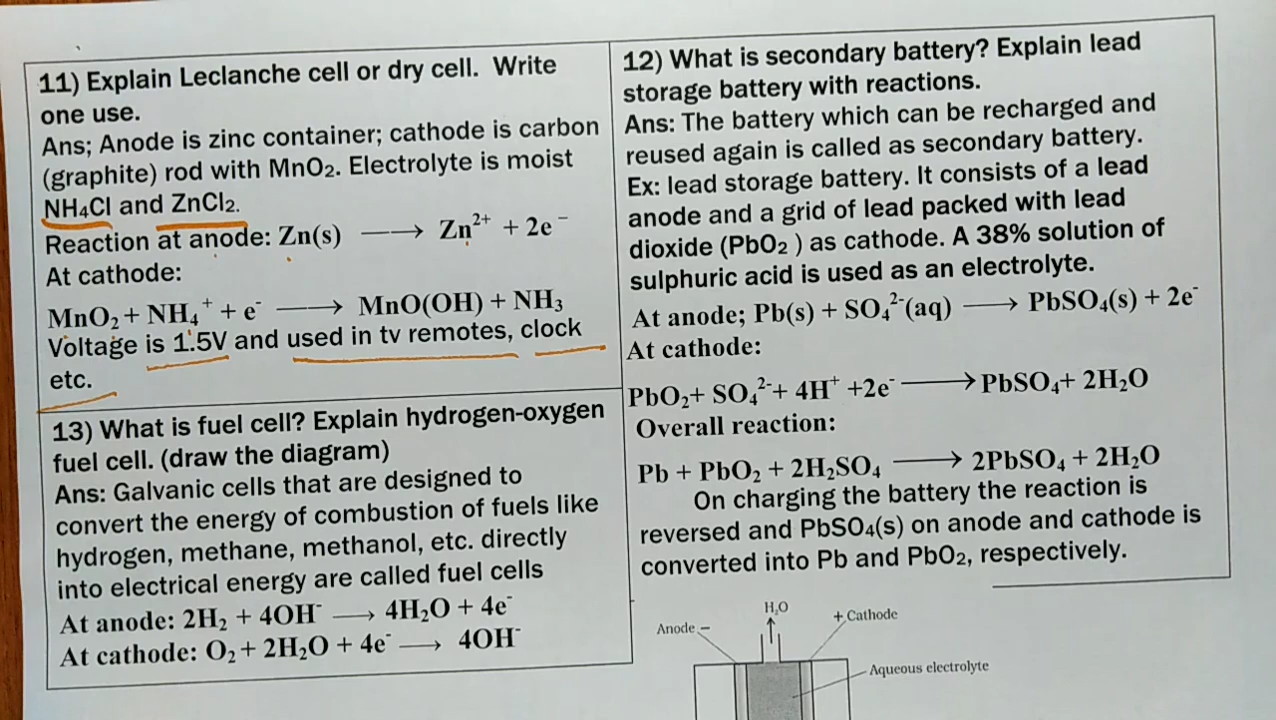 11) Explain Leclanche cell or dry cell. Write
one use.
Ans; Anode is zinc container; cathode is carbon
(graphite) rod with MnO₂. Electrolyte is moist
NH₄Cl and ZnCl₂.
Reaction at anode: Zn(s) ⟶ Zn²⁺ + 2e⁻
At cathode:
MnO₂ + NH₄⁺ + e⁻ ⟶ MnO(OH) + NH₃
Voltage is 1.5V and used in tv remotes, clock
etc.
13) What is fuel cell? Explain hydrogen-oxygen
fuel cell. (draw the diagram)
Ans: Galvanic cells that are designed to
convert the energy of combustion of fuels like
hydrogen, methane, methanol, etc. directly
into electrical energy are called fuel cells
At anode: 2H₂ + 4OH⁻ ⟶ 4H₂O + 4e⁻
At cathode: O₂ + 2H₂O + 4e⁻ ⟶ 4OH⁻
12) What is secondary battery? Explain lead
storage battery with reactions.
Ans: The battery which can be recharged and
reused again is called as secondary battery.
Ex: lead storage battery. It consists of a lead
anode and a grid of lead packed with lead
dioxide (PbO₂ ) as cathode. A 38% solution of
sulphuric acid is used as an electrolyte.
At anode; Pb(s) + SO₄²⁻(aq) ⟶ PbSO₄(s) + 2e⁻
At cathode:
PbO₂+ SO₄²⁻+ 4H⁺ +2e⁻ ⟶ PbSO₄+ 2H₂O
Overall reaction:
Pb + PbO₂ + 2H₂SO₄ ⟶ 2PbSO₄ + 2H₂O
On charging the battery the reaction is
reversed and PbSO₄(s) on anode and cathode is
converted into Pb and PbO₂, respectively.
H₂O
Anode − + Cathode
Aqueous electrolyte